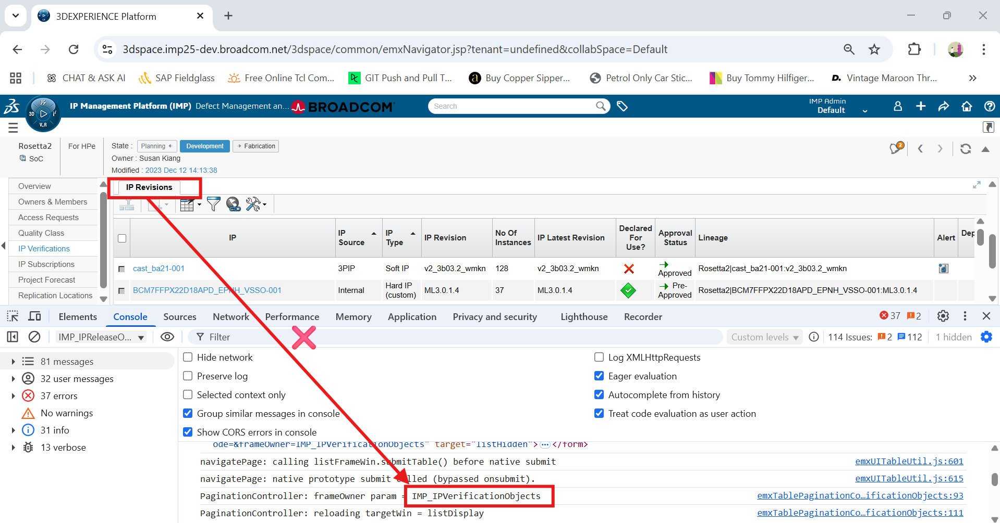 3DEXPERIENCE Platform
3dspace.imp25-dev.broadcom.net/3dspace/common/emxNavigator.jsp?tenant=undefined&collabSpace=Default
CHAT & ASK AI
SAP Fieldglass
Free Online Tcl Com...
GIT Push and Pull T...
Buy Copper Sipper...
Petrol Only Car Stic...
Buy Tommy Hilfiger...
Vintage Maroon Thr...
3D
V.R
IP Management Platform (IMP) Defect Management an...
BROADCOM
Search
IMP Admin
Default
Rosetta2
SoC
For HPe
State : Planning Development Fabrication
Owner : Susan Kiang
Modified : 2023 Dec 12 14:13:38
2
Overview
Owners & Members
Access Requests
Quality Class
IP Verifications
IP Subscriptions
Project Forecast
Replication Locations
IP Revisions
IP
IP Source
IP Type
IP Revision
No Of Instances
IP Latest Revision
Declared For Use?
Approval Status
Lineage
Alert
Dep
cast_ba21-001 3PIP Soft IP v2_3b03.2_wmkn 128 v2_3b03.2_wmkn Approved Rosetta2|cast_ba21-001:v2_3b03.2_wmkn
BCM7FFPX22D18APD_EPNH_VSSO-001 Internal Hard IP (custom) ML3.0.1.4 37 ML3.0.1.4 Pre-Approved Rosetta2|BCM7FFPX22D18APD_EPNH_VSSO-001:ML3.0.1.4
Elements Console Sources Network Performance Memory Application Privacy and security Lighthouse Recorder 37 2
IMP_IPReleaseO... Filter Custom levels 114 Issues: 2 112 1 hidden
81 messages
32 user messages
37 errors
No warnings
31 info
13 verbose
Hide network
Preserve log
Selected context only
Group similar messages in console
Show CORS errors in console
Log XMLHttpRequests
Eager evaluation
Autocomplete from history
Treat code evaluation as user action
ode=&frameOwner=IMP_IPVerificationObjects" target="listHidden">…</form>
navigatePage: calling listFrameWin.submitTable() before native submit emxUITableUtil.js:601
navigatePage: native prototype submit called (bypassed onsubmit). emxUITableUtil.js:615
PaginationController: frameOwner param = IMP_IPVerificationObjects emxTablePaginationCo…ificationObjects:93
PaginationController: reloading targetWin = listDisplay emxTablePaginationCo…ficationObjects:111